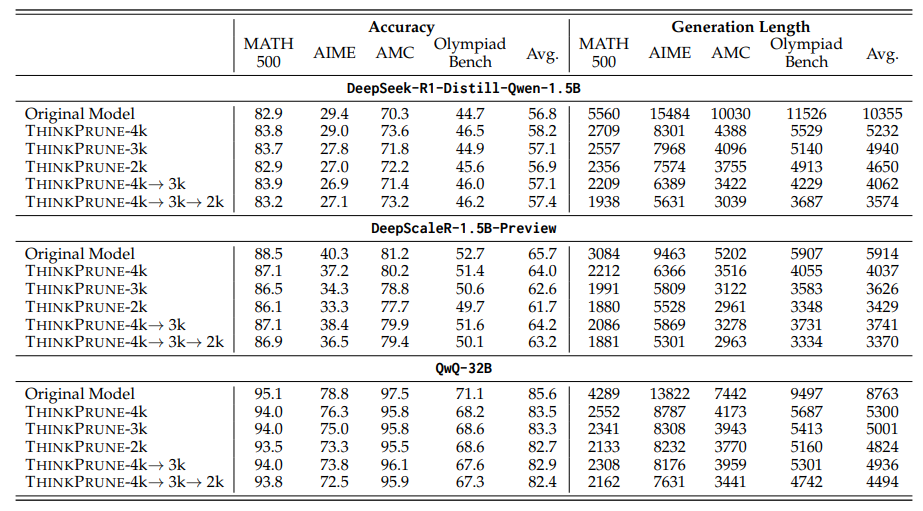 Accuracy Generation Length
MATH 500 AIME AMC Olympiad Bench Avg. MATH 500 AIME AMC Olympiad Bench Avg.
DeepSeek-R1-Distill-Qwen-1.5B
Original Model 82.9 29.4 70.3 44.7 56.8 5560 15484 10030 11526 10355
THINKPRUNE-4k 83.8 29.0 73.6 46.5 58.2 2709 8301 4388 5529 5232
THINKPRUNE-3k 83.7 27.8 71.8 44.9 57.1 2557 7968 4096 5140 4940
THINKPRUNE-2k 82.9 27.0 72.2 45.6 56.9 2356 7574 3755 4913 4650
THINKPRUNE-4k→ 3k 83.9 26.9 71.4 46.0 57.1 2209 6389 3422 4229 4062
THINKPRUNE-4k→ 3k→ 2k 83.2 27.1 73.2 46.2 57.4 1938 5631 3039 3687 3574
DeepScaleR-1.5B-Preview
Original Model 88.5 40.3 81.2 52.7 65.7 3084 9463 5202 5907 5914
THINKPRUNE-4k 87.1 37.2 80.2 51.4 64.0 2212 6366 3516 4055 4037
THINKPRUNE-3k 86.5 34.3 78.8 50.6 62.6 1991 5809 3122 3583 3626
THINKPRUNE-2k 86.1 33.3 77.7 49.7 61.7 1880 5528 2961 3348 3429
THINKPRUNE-4k→ 3k 87.1 38.4 79.9 51.6 64.2 2086 5869 3278 3731 3741
THINKPRUNE-4k→ 3k→ 2k 86.9 36.5 79.4 50.1 63.2 1881 5301 2963 3334 3370
QwQ-32B
Original Model 95.1 78.8 97.5 71.1 85.6 4289 13822 7442 9497 8763
THINKPRUNE-4k 94.0 76.3 95.8 68.2 83.5 2552 8787 4173 5687 5300
THINKPRUNE-3k 94.0 75.0 95.8 68.6 83.3 2341 8308 3943 5413 5001
THINKPRUNE-2k 93.5 73.3 95.5 68.6 82.7 2133 8232 3770 5160 4824
THINKPRUNE-4k→ 3k 94.0 73.8 96.1 67.6 82.9 2308 8176 3959 5301 4936
THINKPRUNE-4k→ 3k→ 2k 93.8 72.5 95.9 67.3 82.4 2162 7631 3441 4742 4494